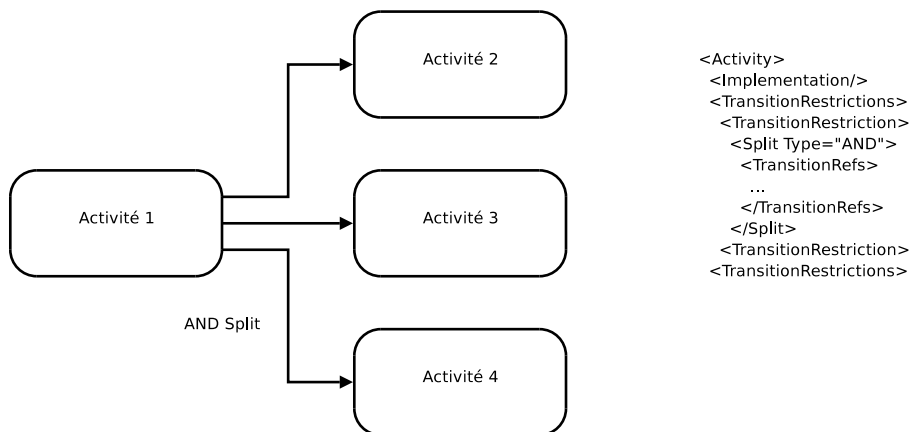 Activité 2
Activité 1
Activité 3
AND Split
Activité 4
<Activity>
<Implementation/>
<TransitionRestrictions>
<TransitionRestriction>
<Split Type="AND">
<TransitionRefs>
...
</TransitionRefs>
</Split>
<TransitionRestriction>
<TransitionRestrictions>